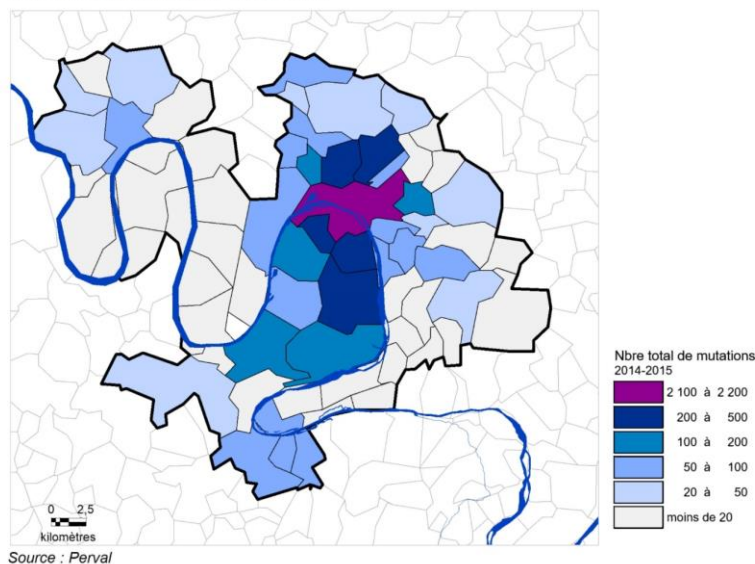 Nbre total de mutations
2014-2015
2 100 à 2 200
200 à 500
100 à 200
50 à 100
20 à 50
moins de 20
0 2,5
kilomètres
Source : Perval